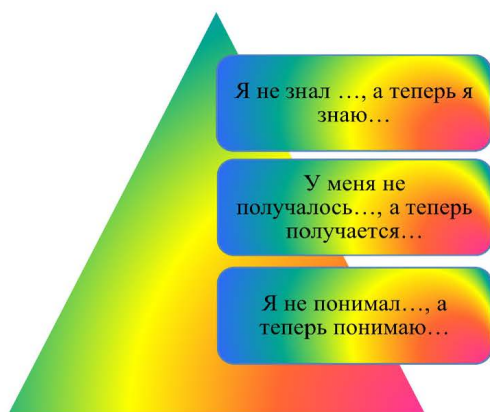 Я не знал …, а теперь я
знаю…
У меня не
получалось…, а теперь
получается…
Я не понимал…, а
теперь понимаю…